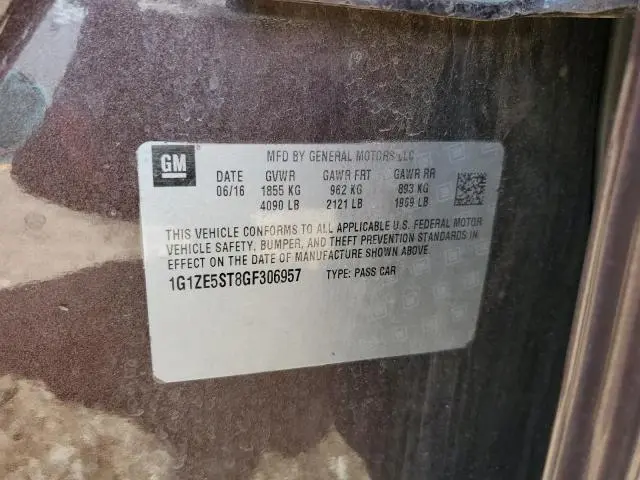 GM
MFD BY GENERAL MOTORS LLC
DATE GVWR GAWR FRT GAWR RR
06/16 1855 KG 962 KG 893 KG
4090 LB 2121 LB 1969 LB
THIS VEHICLE CONFORMS TO ALL APPLICABLE U.S. FEDERAL MOTOR
VEHICLE SAFETY, BUMPER, AND THEFT PREVENTION STANDARDS IN
EFFECT ON THE DATE OF MANUFACTURE SHOWN ABOVE.
1G1ZE5ST8GF306957 TYPE: PASS CAR